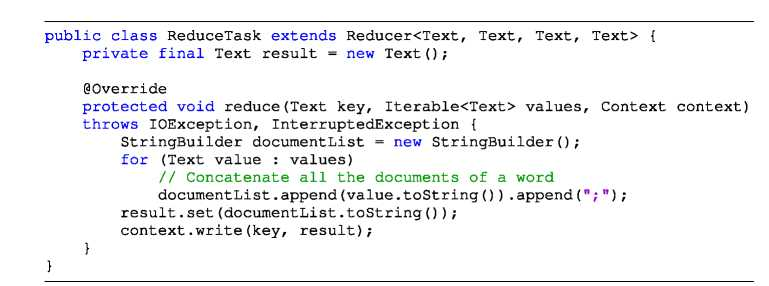 public class ReduceTask extends Reducer<Text, Text, Text, Text> {
    private final Text result = new Text();

    @Override
    protected void reduce(Text key, Iterable<Text> values, Context context)
    throws IOException, InterruptedException {
        StringBuilder documentList = new StringBuilder();
        for (Text value : values)
            // Concatenate all the documents of a word
            documentList.append(value.toString()).append(";");
        result.set(documentList.toString());
        context.write(key, result);
    }
}